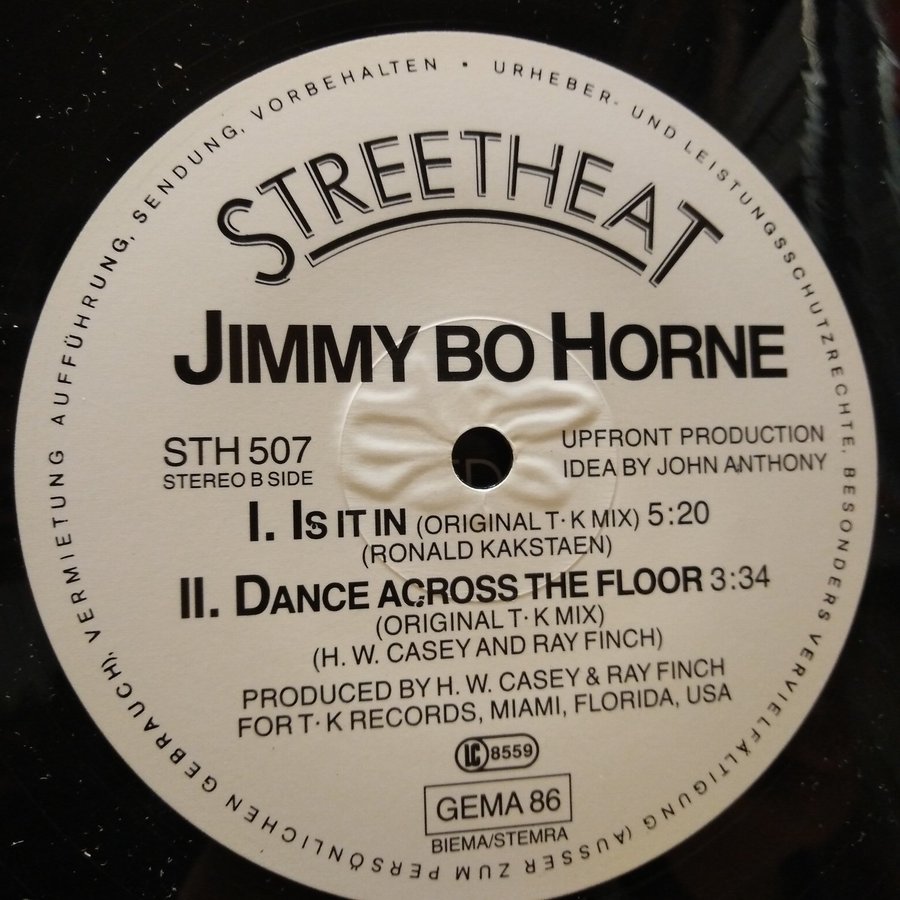 URHEBER- UND LEISTUNGSSCHUTZRECHTE, BESONDERS VERVIELFÄLTIGUNG (AUSSER ZUM PERSÖNLICHEN GEBRAUCH), VERMIETUNG AUFFÜHRUNG, SENDUNG, VORBEHALTEN •
STREETHEAT
JIMMY BO HORNE
STH 507
STEREO B SIDE
UPFRONT PRODUCTION
IDEA BY JOHN ANTHONY
I. IS IT IN (ORIGINAL T·K MIX) 5:20
(RONALD KAKSTAEN)
II. DANCE ACROSS THE FLOOR 3:34
(ORIGINAL T·K MIX)
(H. W. CASEY AND RAY FINCH)
PRODUCED BY H. W. CASEY & RAY FINCH
FOR T·K RECORDS, MIAMI, FLORIDA, USA
LC 8559
GEMA 86
BIEMA/STEMRA